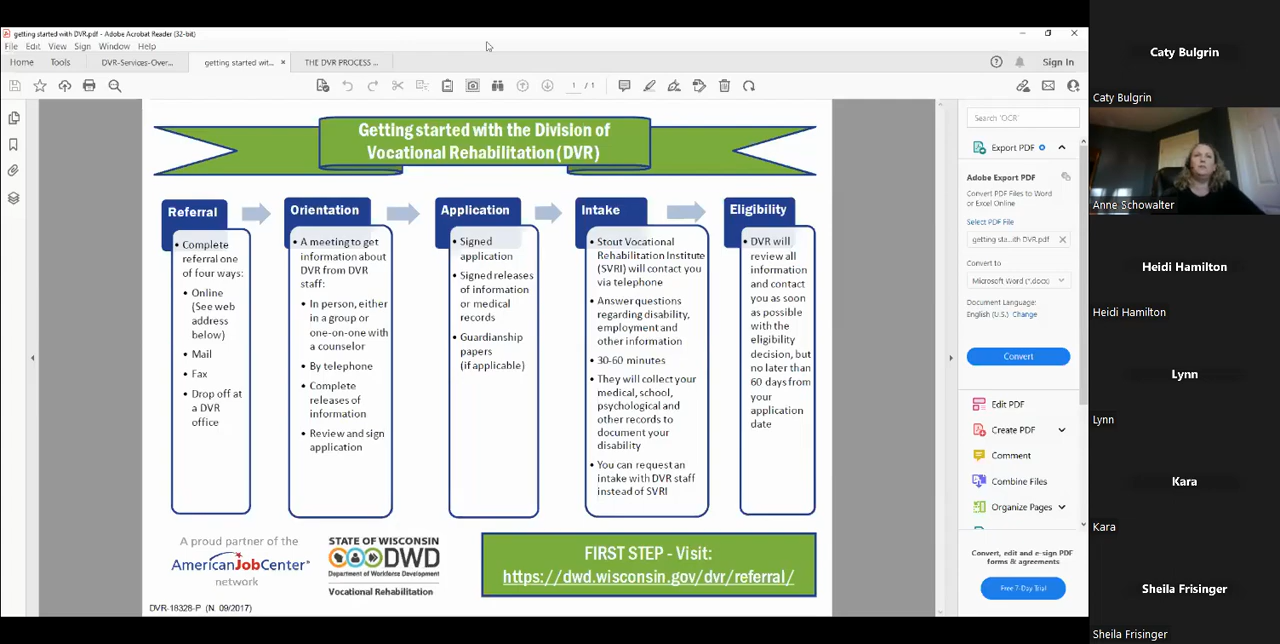 getting started with DVR.pdf - Adobe Acrobat Reader (32-bit)
File Edit View Sign Window Help
Home Tools DVR-Services-Over... getting started wit... × THE DVR PROCESS ...
Sign In
1 / 1
Getting started with the Division of
Vocational Rehabilitation (DVR)
Referral
• Complete
referral one
of four ways:
• Online
(See web
address
below)
• Mail
• Fax
• Drop off at
a DVR
office
Orientation
• A meeting to get
information about
DVR from DVR
staff:
• In person, either
in a group or
one-on-one with
a counselor
• By telephone
• Complete
releases of
information
• Review and sign
application
Application
• Signed
application
• Signed releases
of information
or medical
records
• Guardianship
papers
(if applicable)
Intake
• Stout Vocational
Rehabilitation Institute
(SVRI) will contact you
via telephone
• Answer questions
regarding disability,
employment and
other information
• 30-60 minutes
• They will collect your
medical, school,
psychological and
other records to
document your
disability
• You can request an
intake with DVR staff
instead of SVRI
Eligibility
• DVR will
review all
information
and contact
you as soon
as possible
with the
eligibility
decision, but
no later than
60 days from
your
application
date
A proud partner of the
AmericanJobCenter®
network
STATE OF WISCONSIN
DWD
Department of Workforce Development
Vocational Rehabilitation
FIRST STEP - Visit:
https://dwd.wisconsin.gov/dvr/referral/
DVR-18328-P (N. 09/2017)
Search 'OCR'
Export PDF
Adobe Export PDF
Convert PDF Files to Word
or Excel Online
Select PDF File
getting sta...ith DVR.pdf
Convert to
Microsoft Word (*.docx)
Document Language:
English (U.S.) Change
Convert
Edit PDF
Create PDF
Comment
Combine Files
Organize Pages
Convert, edit and e-sign PDF
forms & agreements
Free 7-Day Trial
Caty Bulgrin
Caty Bulgrin
Anne Schowalter
Heidi Hamilton
Heidi Hamilton
Lynn
Lynn
Kara
Kara
Sheila Frisinger
Sheila Frisinger